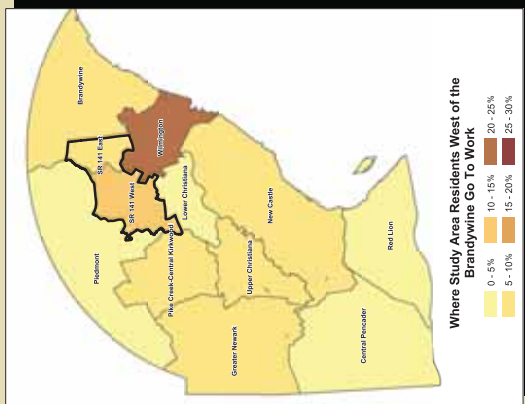 Brandywine
SR 141 East
Wilmington
SR 141 West
Lower Christiana
Piedmont
Pike Creek-Central Kirkwood
New Castle
Upper Christiana
Red Lion
Greater Newark
Central Pencader
Where Study Area Residents West of the
Brandywine Go To Work
0 - 5% 10 - 15% 20 - 25%
5 - 10% 15 - 20% 25 - 30%